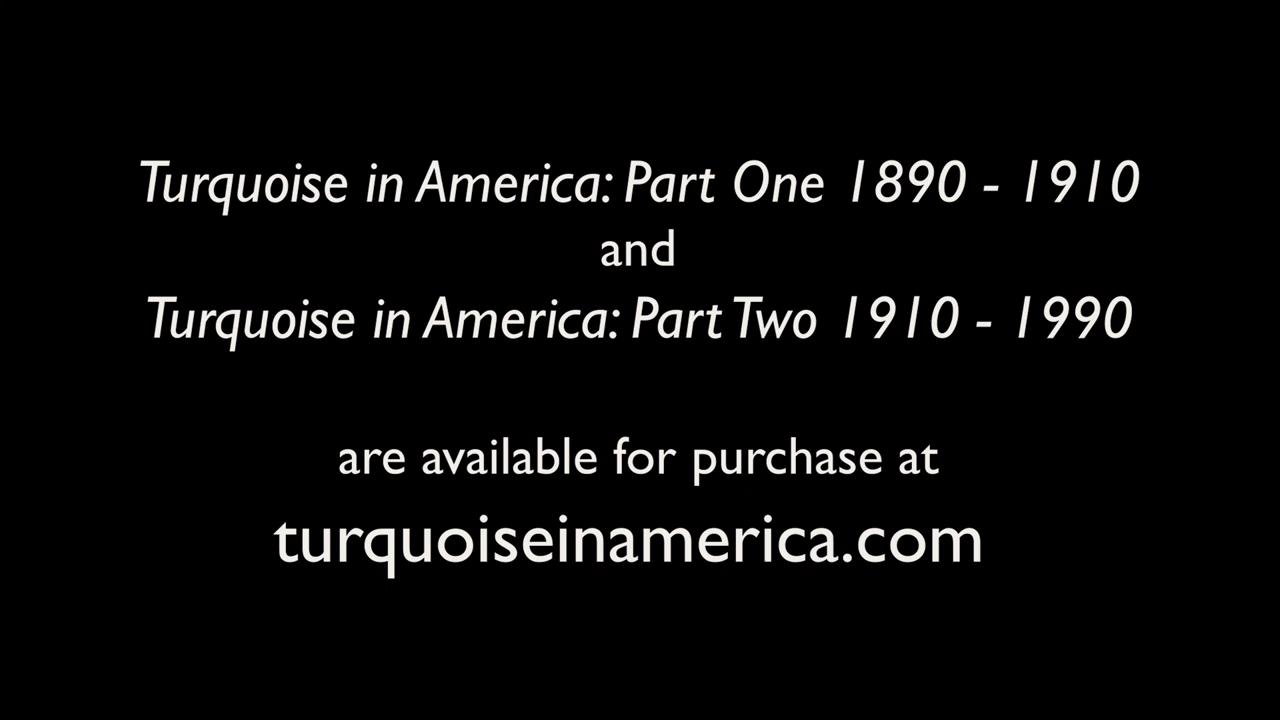 Turquoise in America: Part One 1890 - 1910
and
Turquoise in America: Part Two 1910 - 1990
are available for purchase at
turquoiseinamerica.com